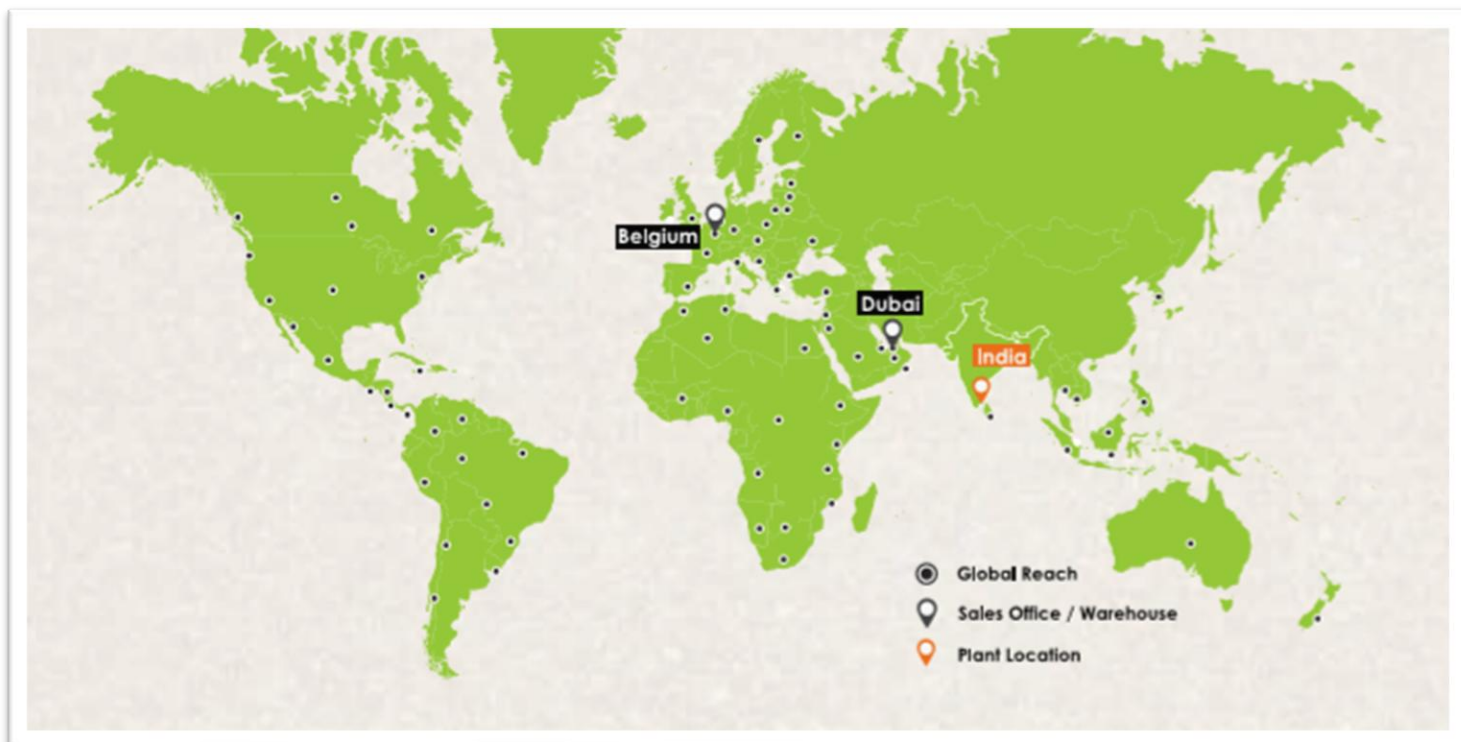 Belgium
Dubai
India
Global Reach
Sales Office / Warehouse
Plant Location